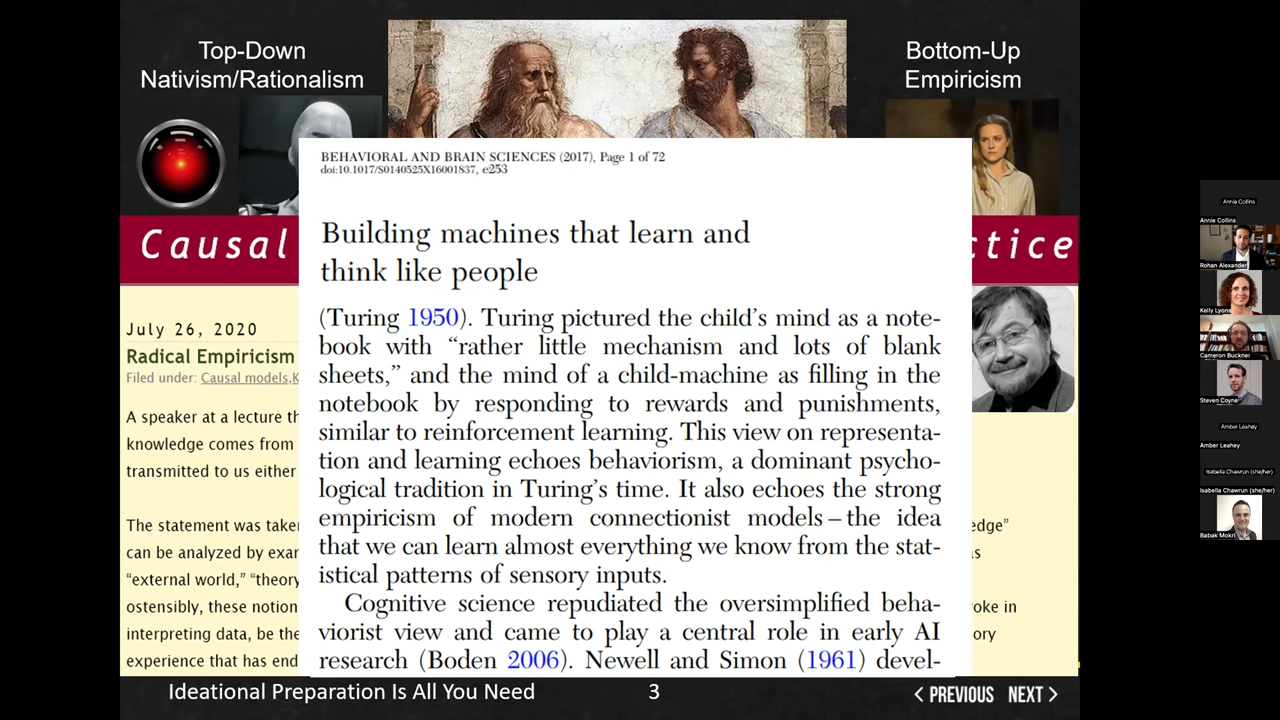 Top-Down
Nativism/Rationalism
Bottom-Up
Empiricism
Causal
ctice
July 26, 2020
Radical Empiricism
Filed under: Causal models,K
A speaker at a lecture th
knowledge comes from
transmitted to us either
The statement was taken
can be analyzed by exar
“external world,” “theory
ostensibly, these notion
interpreting data, be the
experience that has end
edge”
as
roke in
ory
BEHAVIORAL AND BRAIN SCIENCES (2017), Page 1 of 72
doi:10.1017/S0140525X16001837, e253
Building machines that learn and
think like people
(Turing 1950). Turing pictured the child’s mind as a note-
book with “rather little mechanism and lots of blank
sheets,” and the mind of a child-machine as filling in the
notebook by responding to rewards and punishments,
similar to reinforcement learning. This view on representa-
tion and learning echoes behaviorism, a dominant psycho-
logical tradition in Turing’s time. It also echoes the strong
empiricism of modern connectionist models – the idea
that we can learn almost everything we know from the stat-
istical patterns of sensory inputs.
Cognitive science repudiated the oversimplified beha-
viorist view and came to play a central role in early AI
research (Boden 2006). Newell and Simon (1961) devel-
Ideational Preparation Is All You Need
3
< PREVIOUS NEXT >
Annie Collins
Annie Collins
Rohan Alexander
Kelly Lyons
Cameron Buckner
Steven Coyne
Amber Leahey
Amber Leahey
Isabella Chawrun (she/her)
Isabella Chawrun (she/her)
Babak Mokri